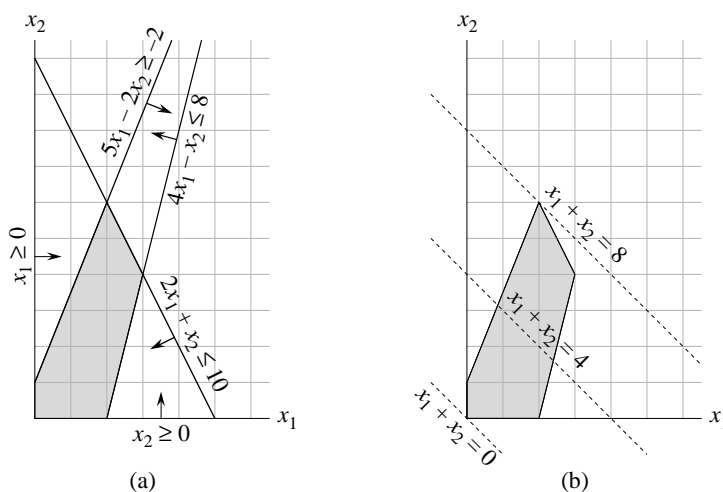 x₂
5x₁ – 2x₂ ≥ –2
4x₁ – x₂ ≤ 8
x₁ ≥ 0
2x₁ + x₂ ≤ 10
x₂ ≥ 0
x₁
(a)
x₂
x₁ + x₂ = 8
x₁ + x₂ = 4
x₁ + x₂ = 0
x
(b)